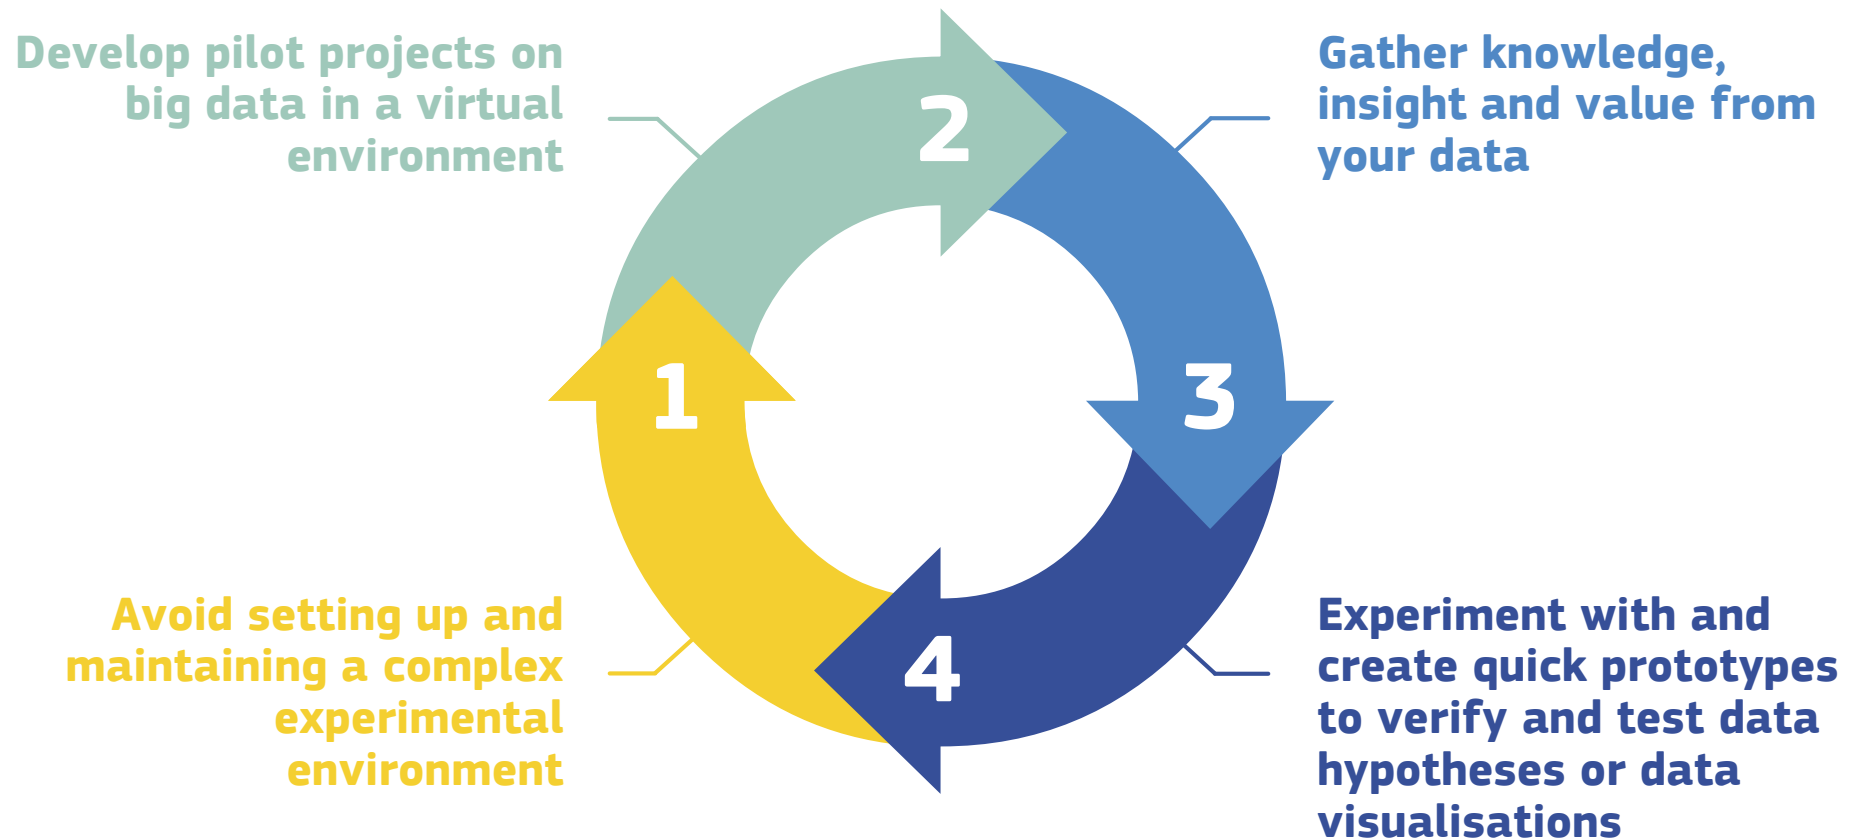 Develop pilot projects on
big data in a virtual
environment
2
Gather knowledge,
insight and value from
your data
1
3
Avoid setting up and
maintaining a complex
experimental
environment
4
Experiment with and
create quick prototypes
to verify and test data
hypotheses or data
visualisations